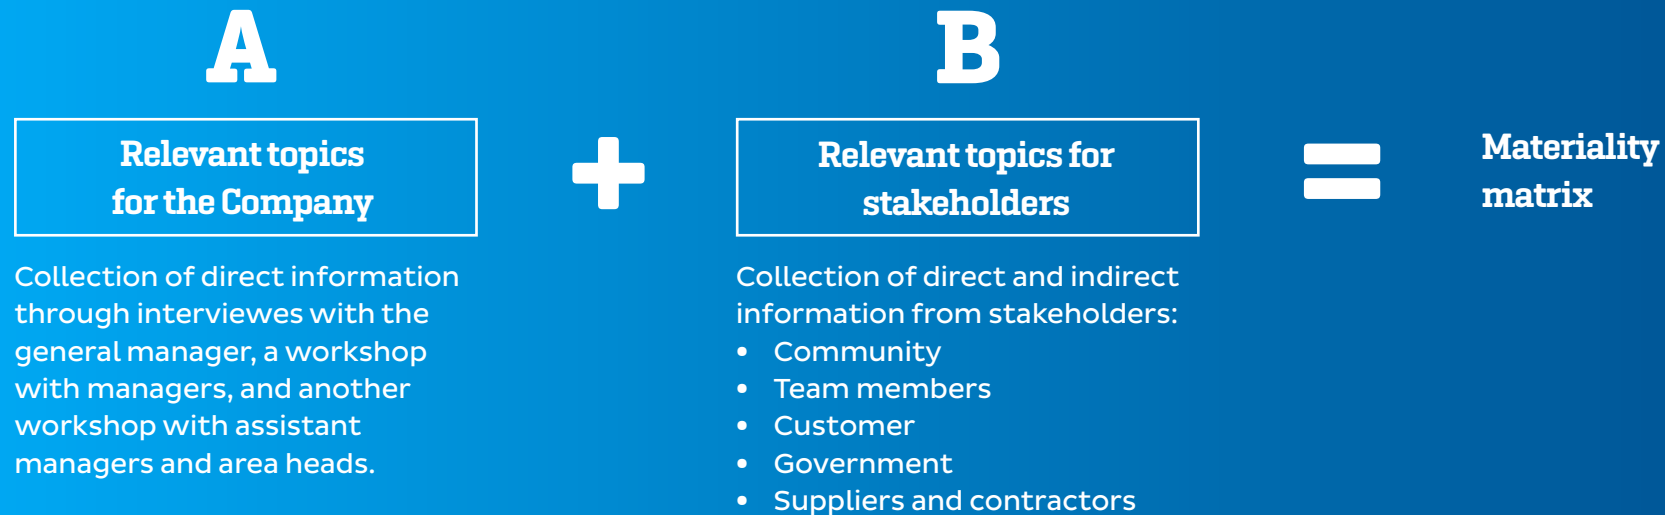 A
Relevant topics
for the Company
Collection of direct information
through interviewes with the
general manager, a workshop
with managers, and another
workshop with assistant
managers and area heads.
+
B
Relevant topics for
stakeholders
Collection of direct and indirect
information from stakeholders:
• Community
• Team members
• Customer
• Government
• Suppliers and contractors
=
Materiality
matrix